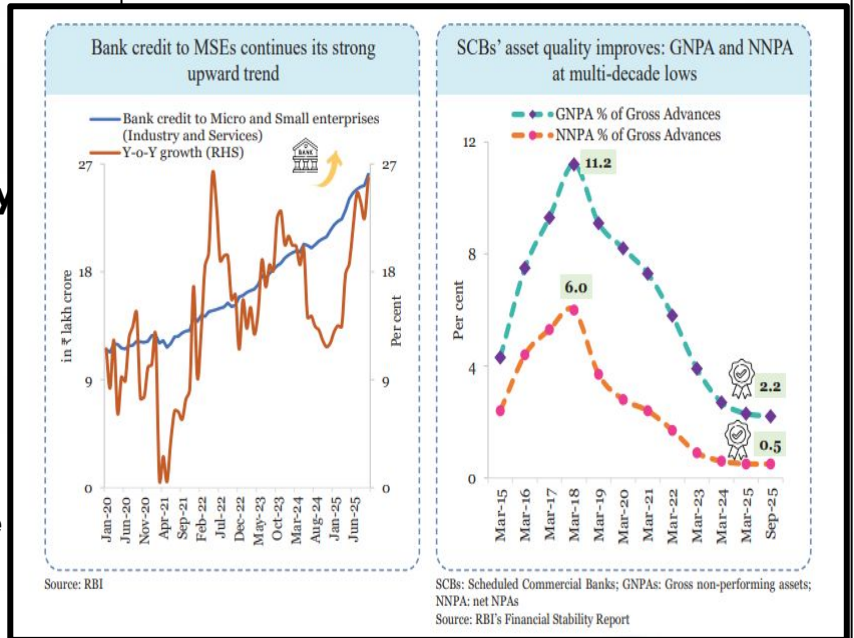 y
e
Bank credit to MSEs continues its strong
upward trend
Bank credit to Micro and Small enterprises
(Industry and Services)
Y-o-Y growth (RHS)
BANK
27
18
9
0
in ₹ lakh crore
27
18
9
0
Per cent
Jan-20
Jun-20
Nov-20
Apr-21
Sep-21
Feb-22
Jul-22
Dec-22
May-23
Oct-23
Mar-24
Aug-24
Jan-25
Jun-25
Source: RBI
SCBs' asset quality improves: GNPA and NNPA
at multi-decade lows
GNPA % of Gross Advances
NNPA % of Gross Advances
12
8
4
0
Per cent
11.2
6.0
2.2
0.5
Mar-15
Mar-16
Mar-17
Mar-18
Mar-19
Mar-20
Mar-21
Mar-22
Mar-23
Mar-24
Mar-25
Sep-25
SCBs: Scheduled Commercial Banks; GNPAs: Gross non-performing assets;
NNPA: net NPAs
Source: RBI's Financial Stability Report